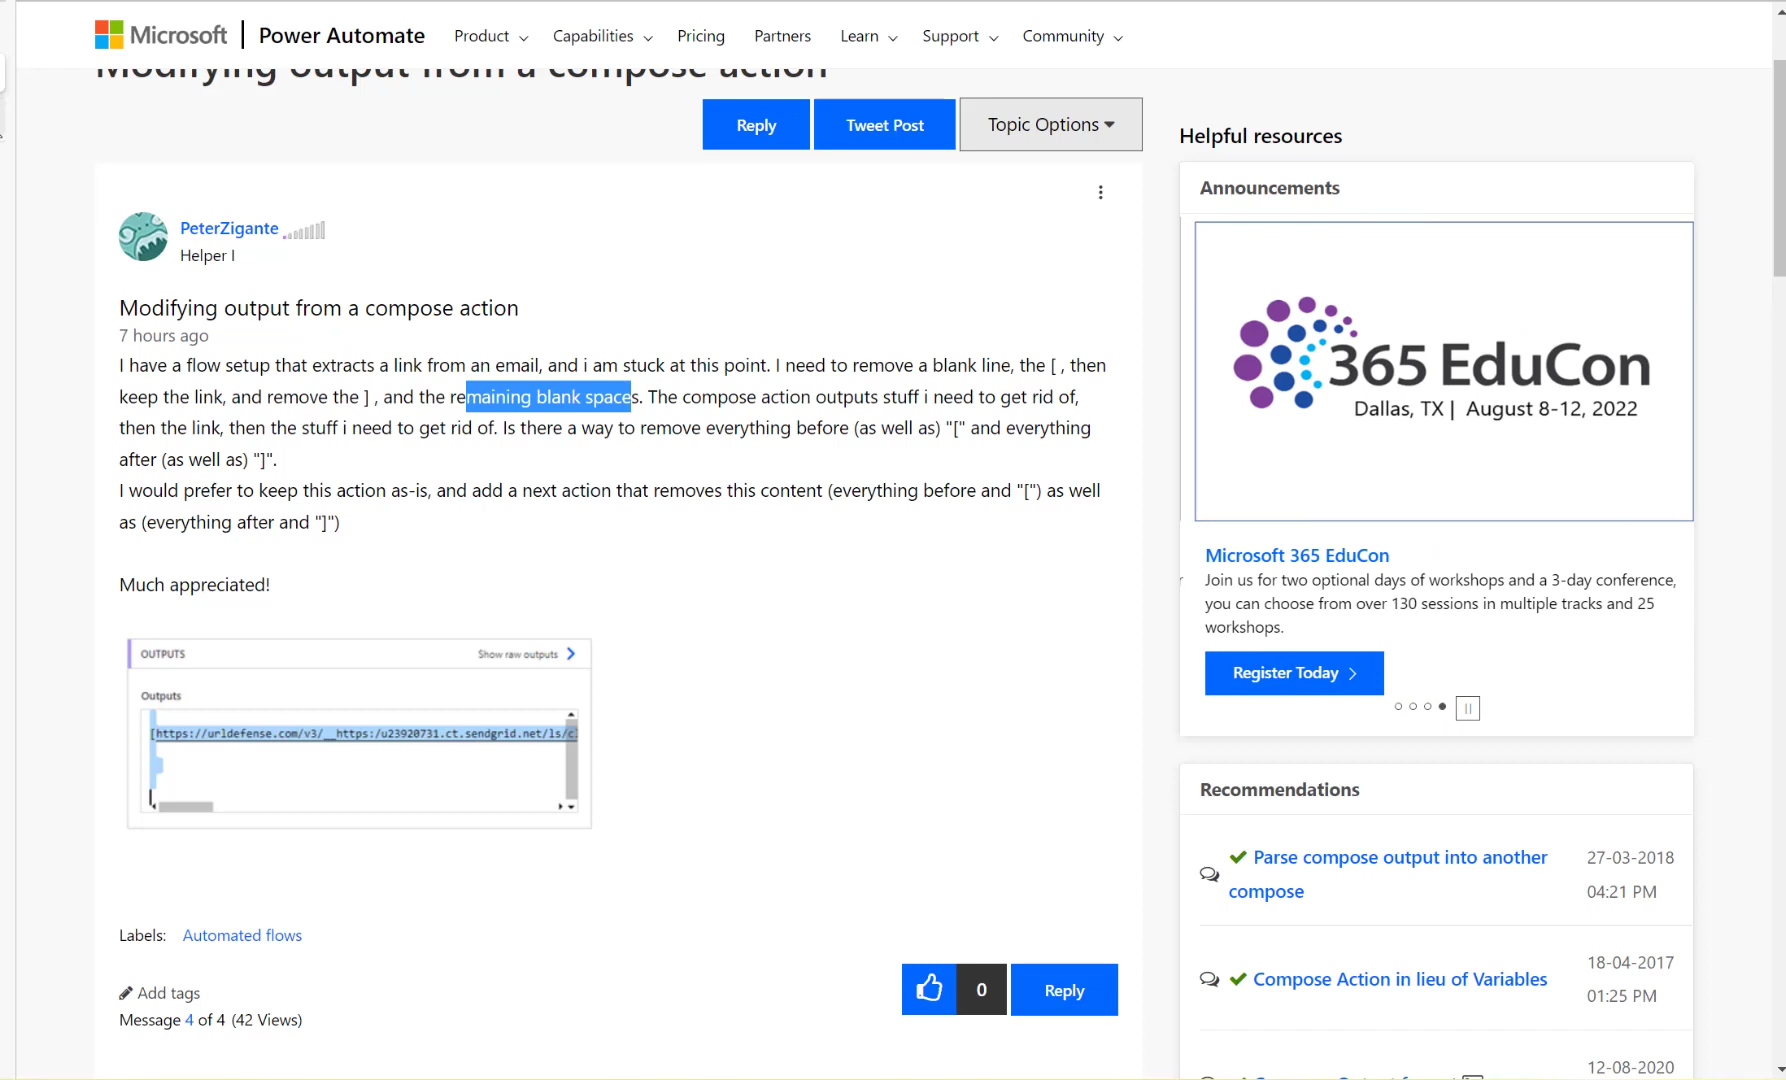 Microsoft
Power Automate
Product
Capabilities
Pricing
Partners
Learn
Support
Community
Modifying output from a compose action
Reply
Tweet Post
Topic Options
PeterZigante
Helper I
Modifying output from a compose action
7 hours ago
I have a flow setup that extracts a link from an email, and i am stuck at this point. I need to remove a blank line, the [ , then
keep the link, and remove the ] , and the remaining blank spaces. The compose action outputs stuff i need to get rid of,
then the link, then the stuff i need to get rid of. Is there a way to remove everything before (as well as) "[" and everything
after (as well as) "]".
I would prefer to keep this action as-is, and add a next action that removes this content (everything before and "[") as well
as (everything after and "]")
Much appreciated!
OUTPUTS
Show raw outputs
Outputs
[https://urldefense.com/v3/__https:/u23920731.ct.sendgrid.net/ls/c
Labels: Automated flows
Add tags
Message 4 of 4 (42 Views)
0
Reply
Helpful resources
Announcements
365 EduCon
Dallas, TX | August 8-12, 2022
Microsoft 365 EduCon
Join us for two optional days of workshops and a 3-day conference,
you can choose from over 130 sessions in multiple tracks and 25
workshops.
Register Today
Recommendations
Parse compose output into another
compose
27-03-2018
04:21 PM
Compose Action in lieu of Variables
18-04-2017
01:25 PM
12-08-2020